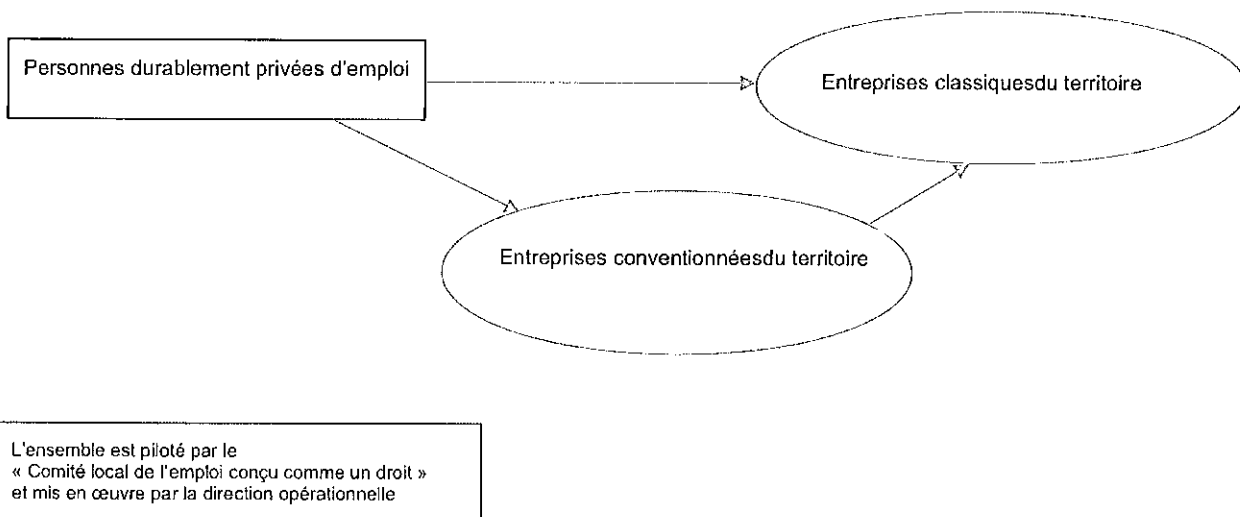 Personnes durablement privées d'emploi
Entreprises classiquesdu territoire
Entreprises conventionnéesdu territoire
L'ensemble est piloté par le
« Comité local de l'emploi conçu comme un droit »
et mis en œuvre par la direction opérationnelle